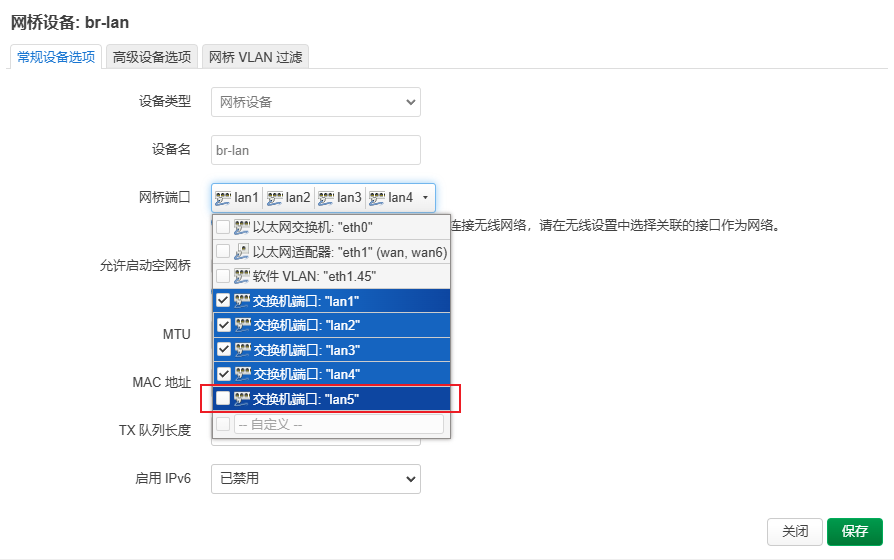 网桥设备: br-lan
常规设备选项 高级设备选项 网桥 VLAN 过滤
设备类型 网桥设备
设备名 br-lan
网桥端口 lan1 lan2 lan3 lan4
连接无线网络，请在无线设置中选择关联的接口作为网络。
以太网交换机: "eth0"
以太网适配器: "eth1" (wan, wan6)
允许启动空网桥
软件 VLAN: "eth1.45"
交换机端口: "lan1"
交换机端口: "lan2"
MTU
交换机端口: "lan3"
交换机端口: "lan4"
MAC 地址
交换机端口: "lan5"
-- 自定义 --
TX 队列长度
启用 IPv6 已禁用
关闭 保存